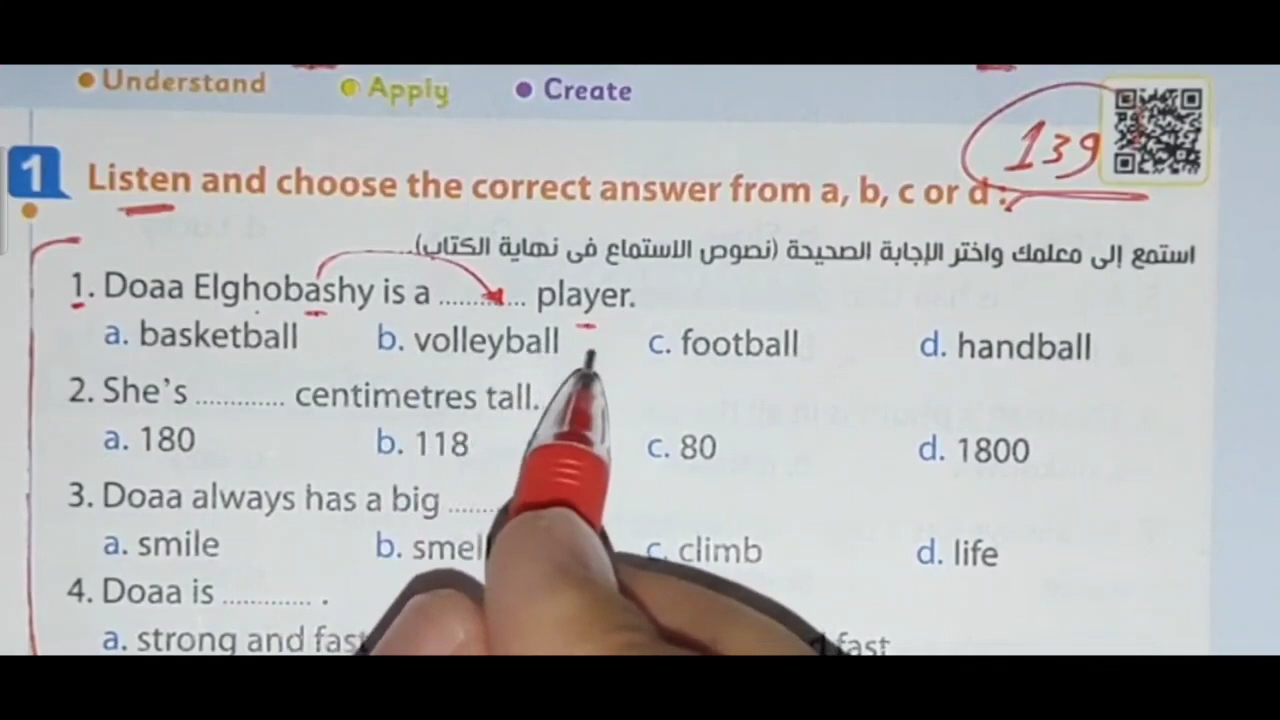 Understand Apply Create
139
1 Listen and choose the correct answer from a, b, c or d :
استمع إلى معلمك واختر الإجابة الصحيحة (نصوص الاستماع فى نهاية الكتاب).
1. Doaa Elghobashy is a ............ player.
a. basketball b. volleyball c. football d. handball
2. She's ............. centimetres tall.
a. 180 b. 118 c. 80 d. 1800
3. Doaa always has a big .......
a. smile b. smell c. climb d. life
4. Doaa is ............. .
a. strong and fast fast